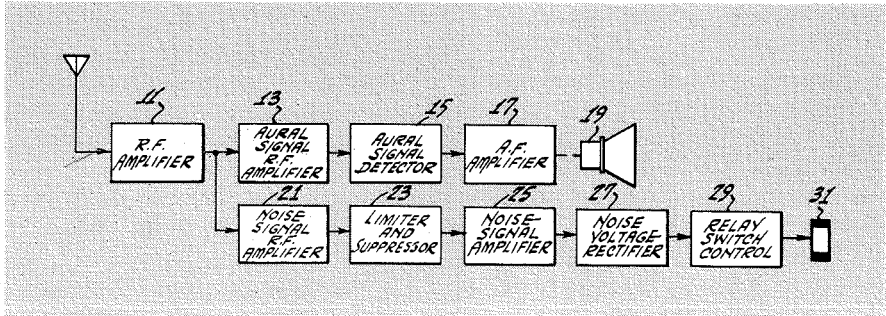 11
13
15
17
19
R.F.
AMPLIFIER
AURAL
SIGNAL
R.F.
AMPLIFIER
AURAL
SIGNAL
DETECTOR
A.F.
AMPLIFIER
21
23
25
27
29
31
NOISE
SIGNAL
R.F.
AMPLIFIER
LIMITER
AND
SUPPRESSOR
NOISE-
SIGNAL
AMPLIFIER
NOISE
VOLTAGE-
RECTIFIER
RELAY
SWITCH
CONTROL